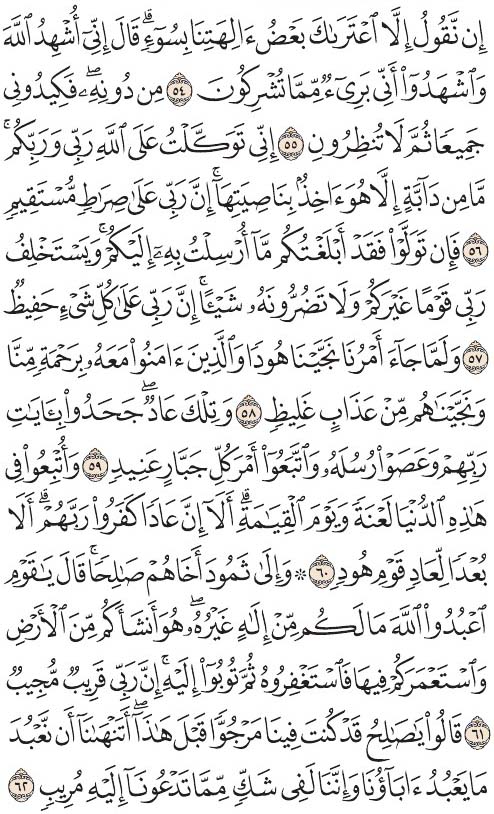 إِن نَّقُولُ إِلَّا ٱعْتَرَىٰكَ بَعْضُ ءَالِهَتِنَا بِسُوٓءٍۗ قَالَ إِنِّىٓ أُشْهِدُ ٱللَّهَ
وَٱشْهَدُوٓا۟ أَنِّى بَرِىٓءٌ مِّمَّا تُشْرِكُونَ ٥٤ مِن دُونِهِۦۖ فَكِيدُونِى
جَمِيعًا ثُمَّ لَا تُنظِرُونِ ٥٥ إِنِّى تَوَكَّلْتُ عَلَى ٱللَّهِ رَبِّى وَرَبِّكُمۚ
مَّا مِن دَآبَّةٍ إِلَّا هُوَ ءَاخِذٌۢ بِنَاصِيَتِهَآۚ إِنَّ رَبِّى عَلَىٰ صِرَٰطٍ مُّسْتَقِيمٍ
٥٦ فَإِن تَوَلَّوْا۟ فَقَدْ أَبْلَغْتُكُم مَّآ أُرْسِلْتُ بِهِۦٓ إِلَيْكُمْۚ وَيَسْتَخْلِفُ
رَبِّى قَوْمًا غَيْرَكُمْ وَلَا تَضُرُّونَهُۥ شَيْـًٔاۚ إِنَّ رَبِّى عَلَىٰ كُلِّ شَىْءٍ حَفِيظٌ
٥٧ وَلَمَّا جَآءَ أَمْرُنَا نَجَّيْنَا هُودًا وَٱلَّذِينَ ءَامَنُوا۟ مَعَهُۥ بِرَحْمَةٍ مِّنَّا
وَنَجَّيْنَٰهُم مِّنْ عَذَابٍ غَلِيظٍ ٥٨ وَتِلْكَ عَادٌۖ جَحَدُوا۟ بِـَٔايَٰتِ
رَبِّهِمْ وَعَصَوْا۟ رُسُلَهُۥ وَٱتَّبَعُوٓا۟ أَمْرَ كُلِّ جَبَّارٍ عَنِيدٍ ٥٩ وَأُتْبِعُوا۟ فِى
هَٰذِهِ ٱلدُّنْيَا لَعْنَةً وَيَوْمَ ٱلْقِيَٰمَةِۗ أَلَآ إِنَّ عَادًا كَفَرُوا۟ رَبَّهُمْۗ أَلَا
بُعْدًا لِّعَادٍ قَوْمِ هُودٍ ٦٠ ۞ وَإِلَىٰ ثَمُودَ أَخَاهُمْ صَٰلِحًاۚ قَالَ يَٰقَوْمِ
ٱعْبُدُوا۟ ٱللَّهَ مَا لَكُم مِّنْ إِلَٰهٍ غَيْرُهُۥۖ هُوَ أَنشَأَكُم مِّنَ ٱلْأَرْضِ
وَٱسْتَعْمَرَكُمْ فِيهَا فَٱسْتَغْفِرُوهُ ثُمَّ تُوبُوٓا۟ إِلَيْهِۚ إِنَّ رَبِّى قَرِيبٌ مُّجِيبٌ
٦١ قَالُوا۟ يَٰصَٰلِحُ قَدْ كُنتَ فِينَا مَرْجُوًّا قَبْلَ هَٰذَآۖ أَتَنْهَىٰنَآ أَن نَّعْبُدَ
مَا يَعْبُدُ ءَابَآؤُنَا وَإِنَّنَا لَفِى شَكٍّ مِّمَّا تَدْعُونَآ إِلَيْهِ مُرِيبٍ ٦٢